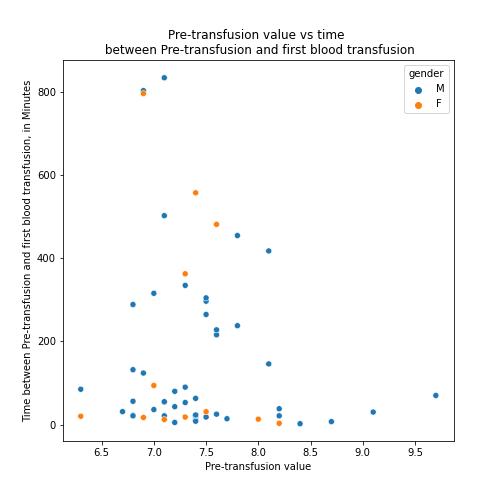 Pre-transfusion value vs time
between Pre-transfusion and first blood transfusion
gender
M
F
Time between Pre-transfusion and first blood transfusion, in Minutes
800
600
400
200
0
6.5 7.0 7.5 8.0 8.5 9.0 9.5
Pre-transfusion value